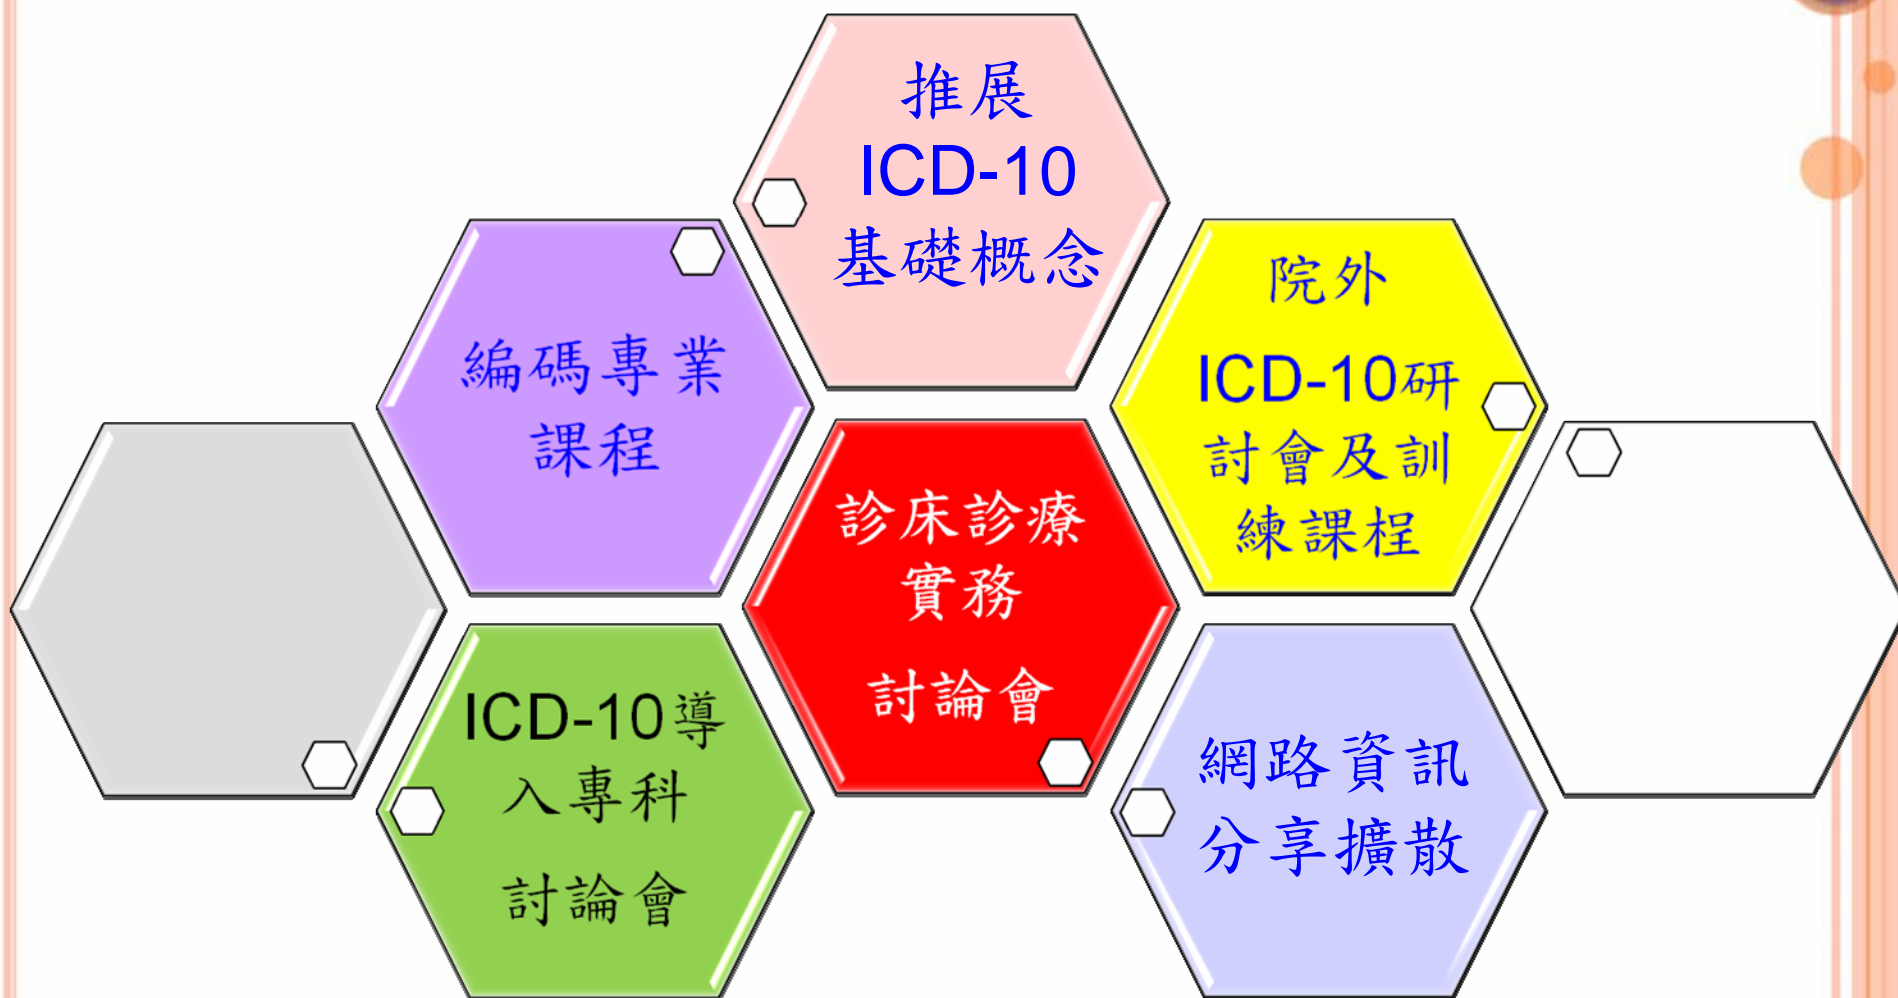 推展
ICD-10
基礎概念
編碼專業
課程
院外
ICD-10研
討會及訓
練課程
診床診療
實務
討論會
ICD-10導
入專科
討論會
網路資訊
分享擴散